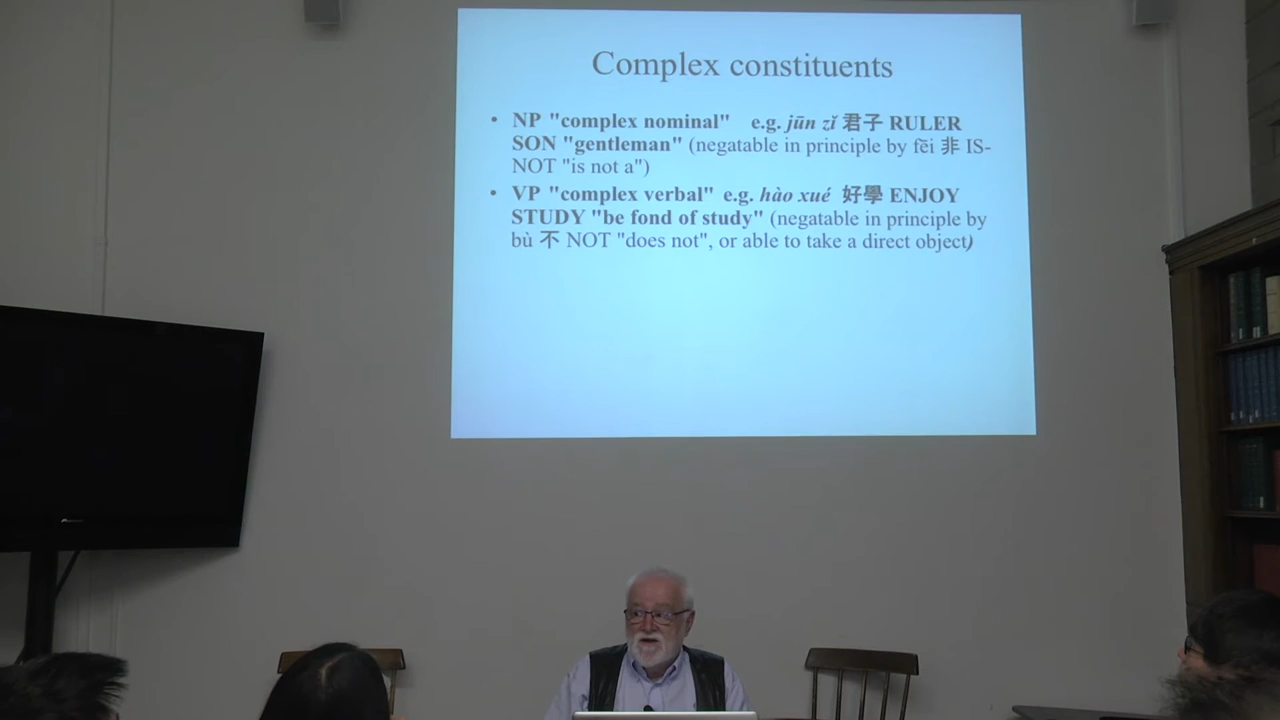 Complex constituents
• NP "complex nominal" e.g. jūn zǐ 君子 RULER
SON "gentleman" (negatable in principle by fēi 非 IS-
NOT "is not a")
• VP "complex verbal" e.g. hào xué 好學 ENJOY
STUDY "be fond of study" (negatable in principle by
bù 不 NOT "does not", or able to take a direct object)